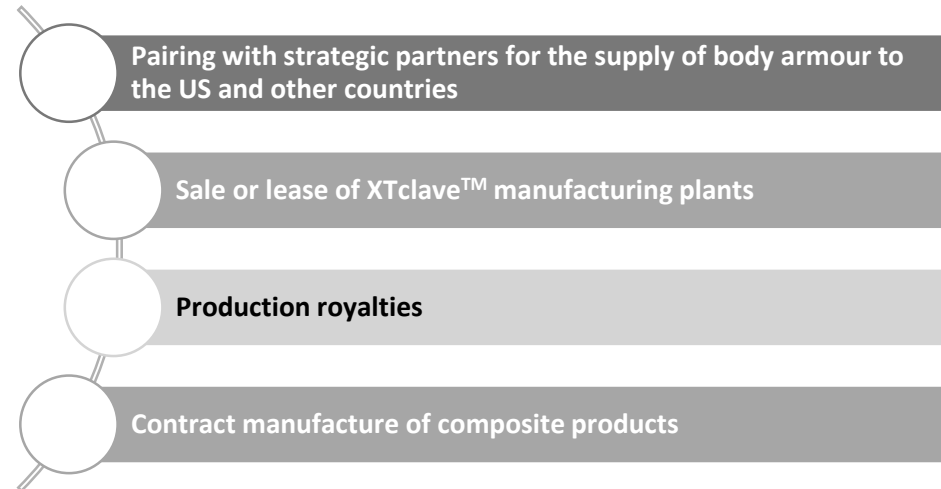 Pairing with strategic partners for the supply of body armour to
the US and other countries
Sale or lease of XTclave™ manufacturing plants
Production royalties
Contract manufacture of composite products